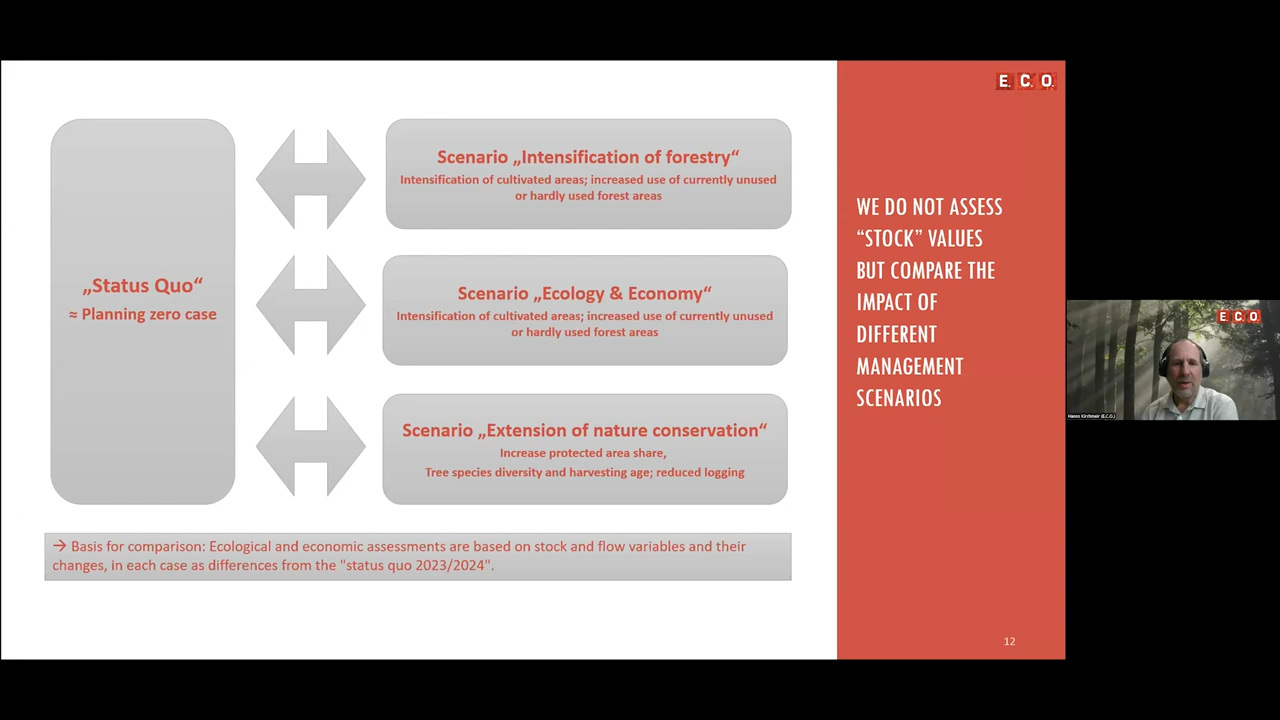 E. C. O.
„Status Quo“
≈ Planning zero case
Scenario „Intensification of forestry“
Intensification of cultivated areas; increased use of currently unused
or hardly used forest areas
Scenario „Ecology & Economy“
Intensification of cultivated areas; increased use of currently unused
or hardly used forest areas
Scenario „Extension of nature conservation“
Increase protected area share,
Tree species diversity and harvesting age; reduced logging
→ Basis for comparison: Ecological and economic assessments are based on stock and flow variables and their
changes, in each case as differences from the "status quo 2023/2024".
WE DO NOT ASSESS
“STOCK” VALUES
BUT COMPARE THE
IMPACT OF
DIFFERENT
MANAGEMENT
SCENARIOS
12
E. C. O.
Hanns Kirchmeir (E.C.O.)